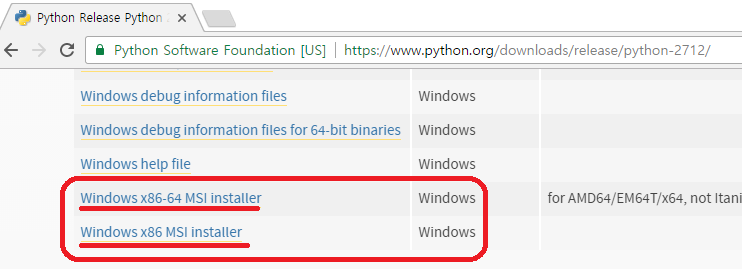 Python Release Python
Python Software Foundation [US] https://www.python.org/downloads/release/python-2712/
Windows debug information files Windows
Windows debug information files for 64-bit binaries Windows
Windows help file Windows
Windows x86-64 MSI installer Windows for AMD64/EM64T/x64, not Itani
Windows x86 MSI installer Windows